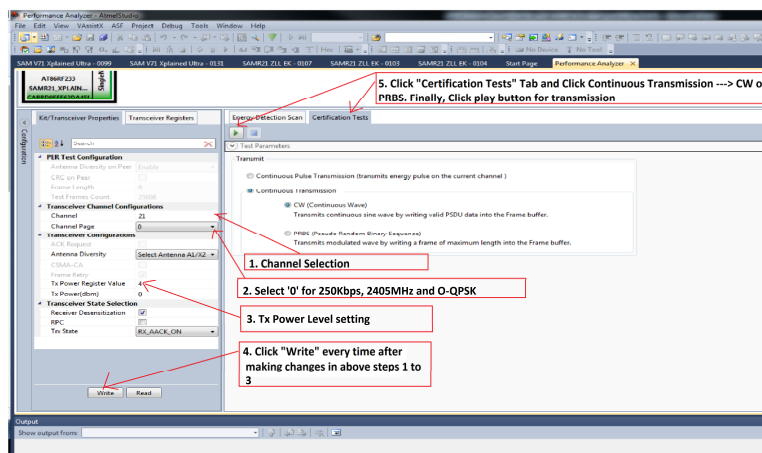 Performance Analyzer - AtmelStudio
File Edit View VAssistX ASF Project Debug Tools Window Help
Hex
No Device No Tool
SAM V71 Xplained Ultra - 0099 SAM V71 Xplained Ultra - 0131 SAMR21 ZLL EK - 0107 SAMR21 ZLL EK - 0103 SAMR21 ZLL EK - 0104 Start Page Performance Analyzer
AT86RF233
SAMR21_XPLAIN...
5. Click "Certification Tests" Tab and Click Continuous Transmission ---> CW o
PRBS. Finally, Click play button for transmission
Configuration
Kit/Transceiver Properties Transceiver Registers
Search
PER Test Configuration
Antenna Diversity on Peer Enable
CRC on Peer
Frame Length
Test Frames Count
Transceiver Channel Configurations
Channel 21
Channel Page 0
Transceiver Configurations
ACK Request
Antenna Diversity Select Antenna A1/X2
CSMA-CA
Frame Retry
Tx Power Register Value 4
Tx Power(dbm) 0
Transceiver State Selection
Receiver Desensitization
RPC
Trx State RX_AACK_ON
Write Read
Energy Detection Scan Certification Tests
Test Parameters
Transmit
Continuous Pulse Transmission (transmits energy pulse on the current channel )
Continuous Transmission
CW (Continuous Wave)
Transmits continuous sine wave by writing valid PSDU data into the Frame buffer.
PRBS (Pseudo Random Binary Sequence)
Transmits modulated wave by writing a frame of maximum length into the Frame buffer.
1. Channel Selection
2. Select '0' for 250Kbps, 2405MHz and O-QPSK
3. Tx Power Level setting
4. Click "Write" every time after
making changes in above steps 1 to
3
Output
Show output from: